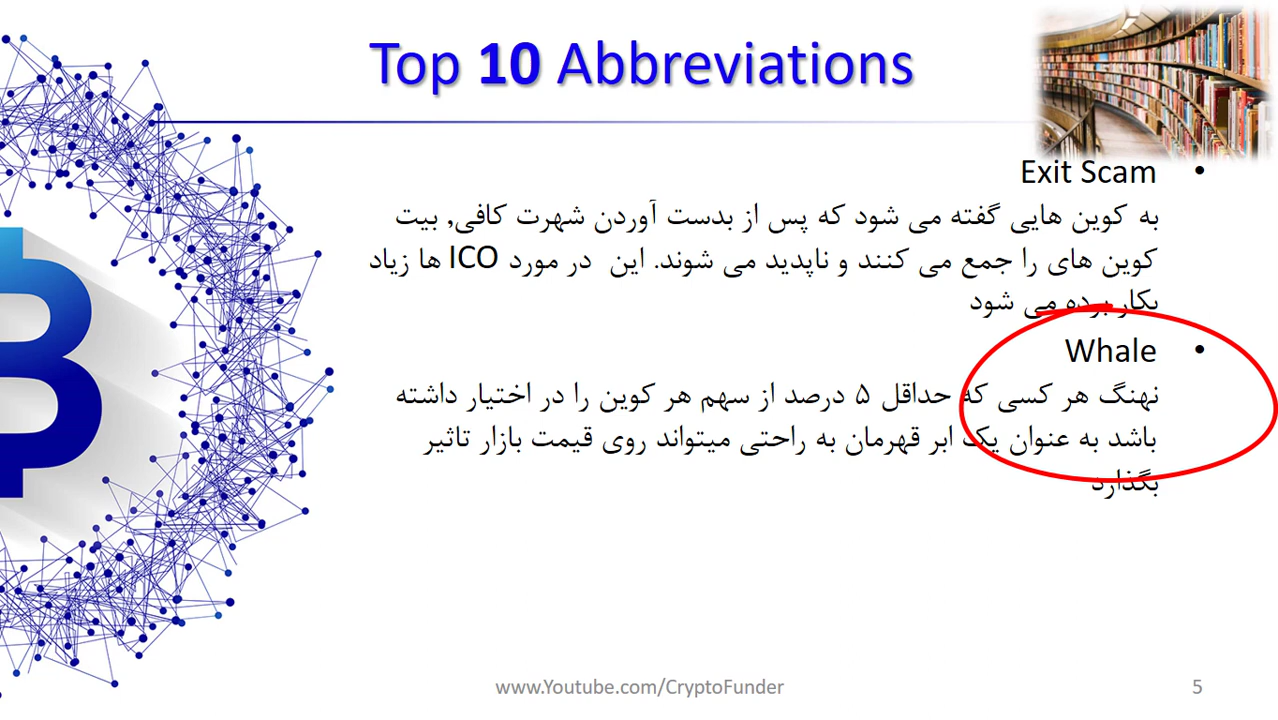 Top 10 Abbreviations
Exit Scam
به کوین هایی گفته می شود که پس از بدست آوردن شهرت کافی, بیت
کوین های را جمع می کنند و ناپدید می شوند. این در مورد ICO ها زیاد
بکار برده می شود
Whale
نهنگ هر کسی که حداقل ۵ درصد از سهم هر کوین را در اختیار داشته
باشد به عنوان یک ابر قهرمان به راحتی میتواند روی قیمت بازار تاثیر
بگذارد
www.Youtube.com/CryptoFunder
5